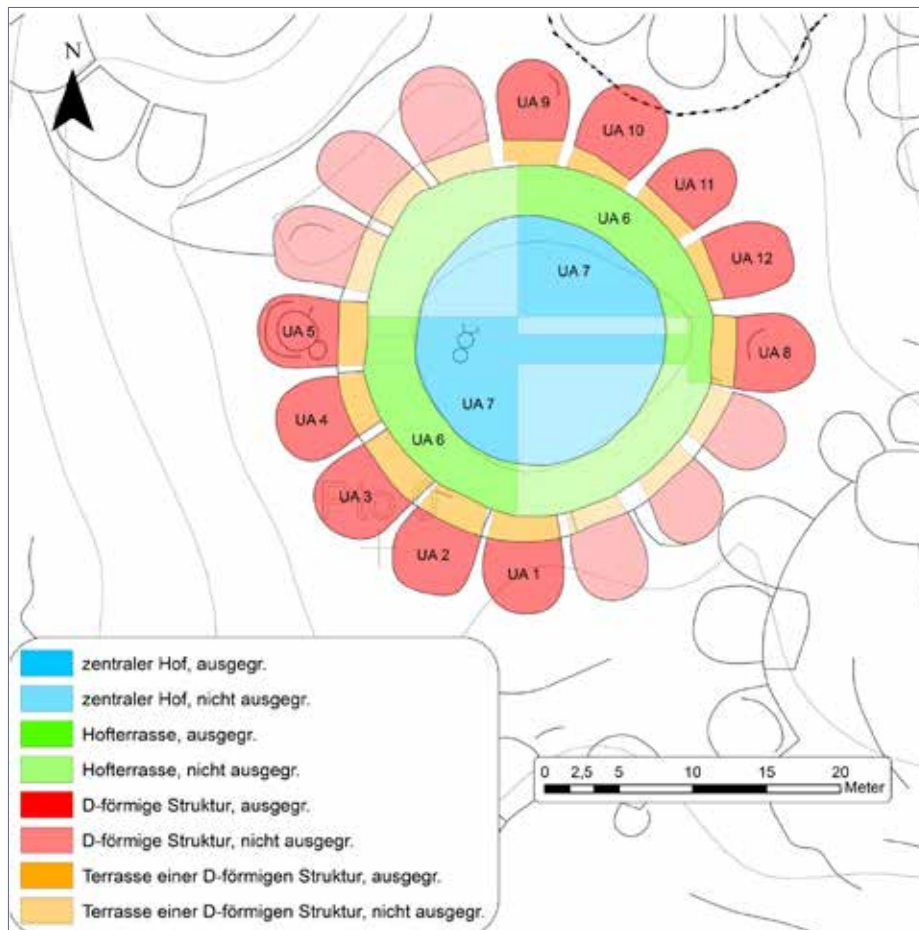 N
UA 9
UA 10
UA 11
UA 6
UA 12
UA 7
UA 5
UA 8
UA 7
UA 4
UA 6
UA 3
UA 2
UA 1
zentraler Hof, ausgegr.
zentraler Hof, nicht ausgegr.
Hofterrasse, ausgegr.
Hofterrasse, nicht ausgegr.
D-förmige Struktur, ausgegr.
D-förmige Struktur, nicht ausgegr.
Terrasse einer D-förmigen Struktur, ausgegr.
Terrasse einer D-förmigen Struktur, nicht ausgegr.
0 2,5 5 10 15 20
Meter